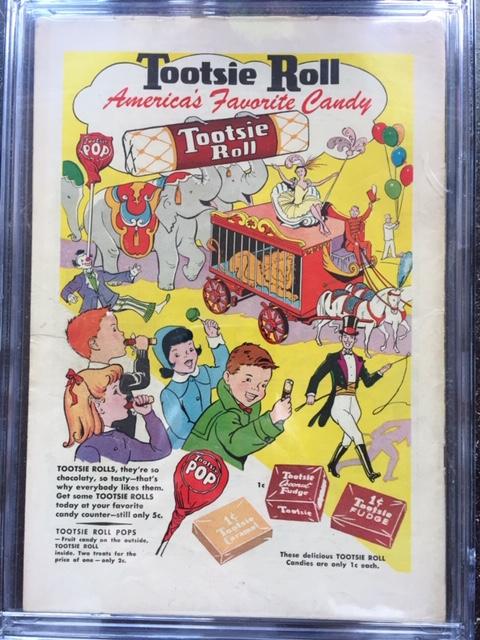 Tootsie Roll
America's Favorite Candy
Tootsie
Roll
Tootsie
POP
TOOTSIE ROLLS, they're so
chocolaty, so tasty—that's
why everybody likes them.
Get some TOOTSIE ROLLS
today at your favorite
candy counter—still only 5c.
TOOTSIE ROLL POPS
—Fruit candy on the outside,
TOOTSIE ROLL
inside. Two treats for the
price of one — only 2c.
Tootsie
POP
1¢
Tootsie
Caramel
1c
Tootsie
Coconut
Fudge
Tootsie
1¢
Tootsie
FUDGE
These delicious TOOTSIE ROLL
Candies are only 1c each.